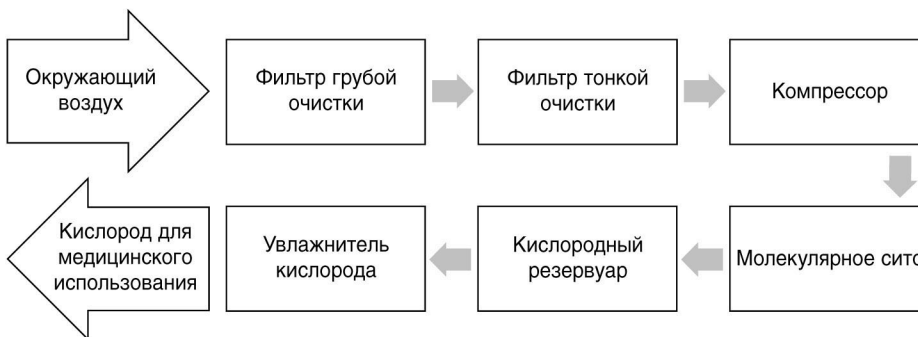 Окружающий
воздух
Фильтр грубой
очистки
Фильтр тонкой
очистки
Компрессор
Молекулярное сито
Кислородный
резервуар
Увлажнитель
кислорода
Кислород для
медицинского
использования